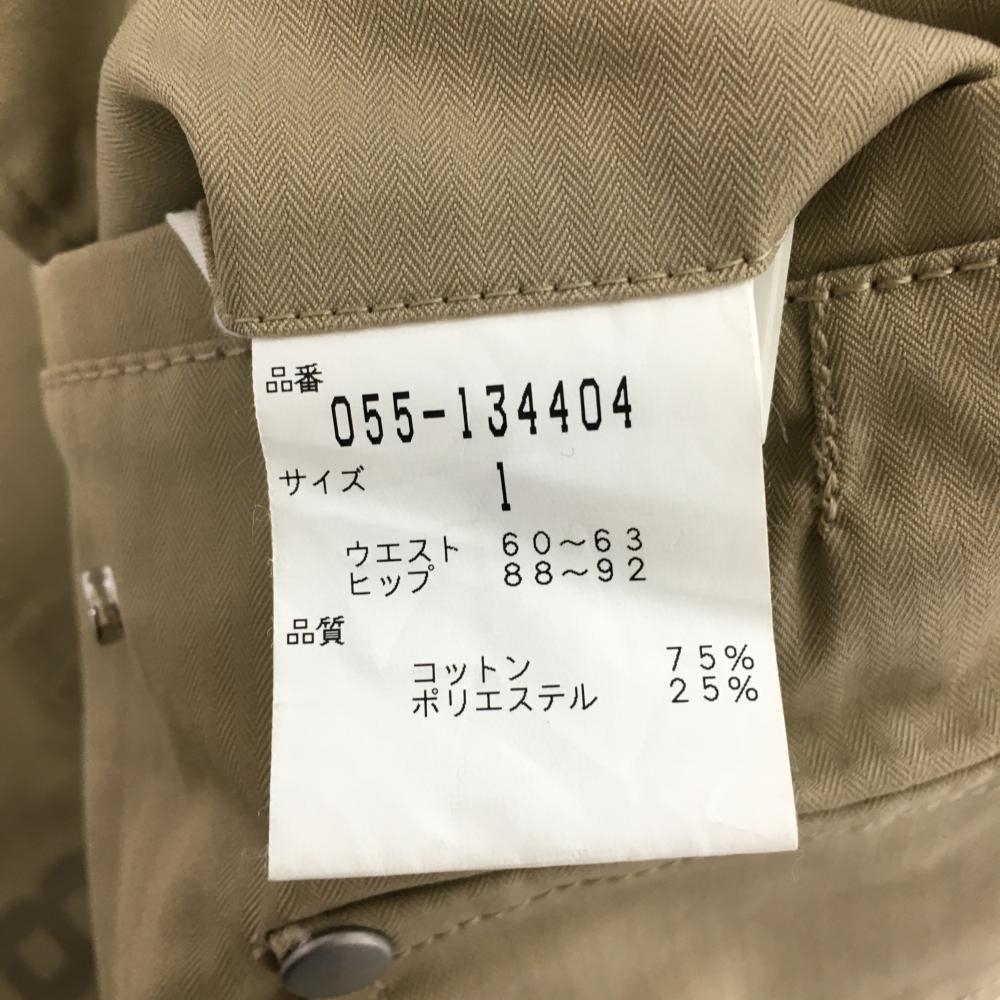 品番
055-134404
サイズ 1
ウエスト 60〜63
ヒップ 88〜92
品質
コットン 75%
ポリエステル 25%